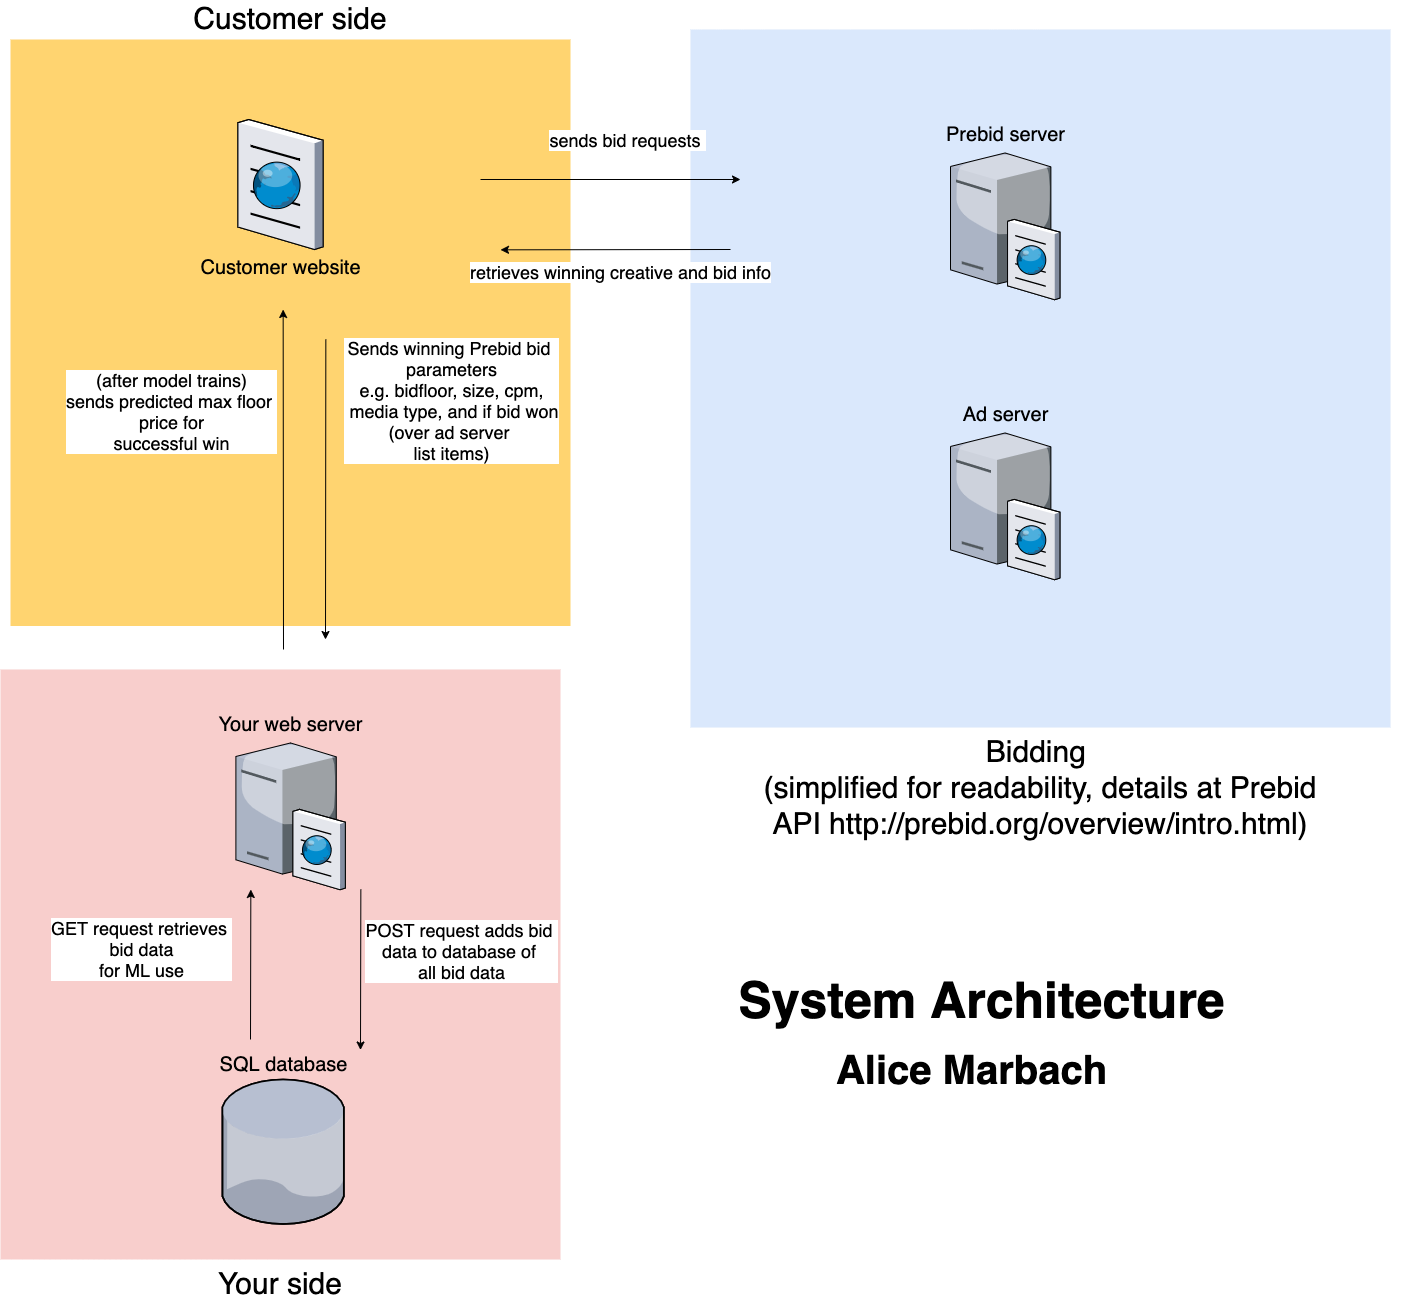 Customer side
sends bid requests
Prebid server
Customer website
retrieves winning creative and bid info
Sends winning Prebid bid
parameters
e.g. bidfloor, size, cpm,
media type, and if bid won
(over ad server
list items)
(after model trains)
sends predicted max floor
price for
successful win
Ad server
Your web server
Bidding
(simplified for readability, details at Prebid
API http://prebid.org/overview/intro.html)
GET request retrieves
bid data
for ML use
POST request adds bid
data to database of
all bid data
SQL database
System Architecture
Alice Marbach
Your side